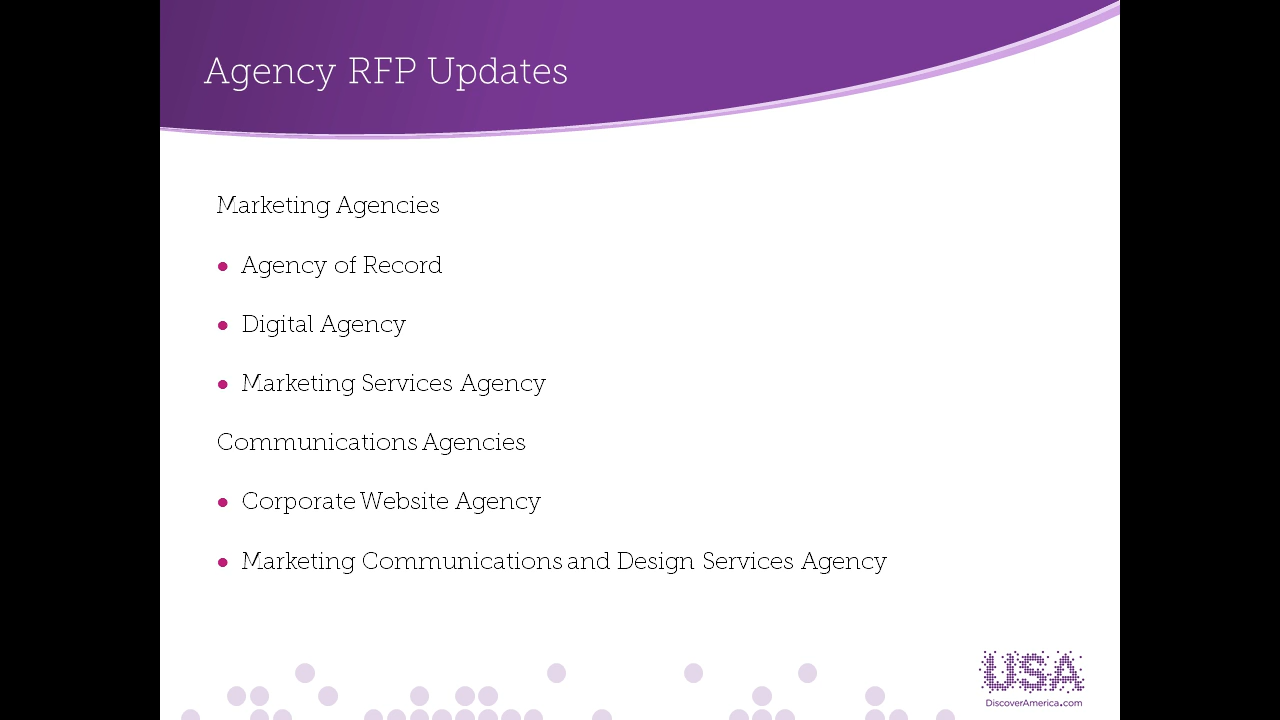 Agency RFP Updates
Marketing Agencies
• Agency of Record
• Digital Agency
• Marketing Services Agency
Communications Agencies
• Corporate Website Agency
• Marketing Communications and Design Services Agency
USA
DiscoverAmerica.com